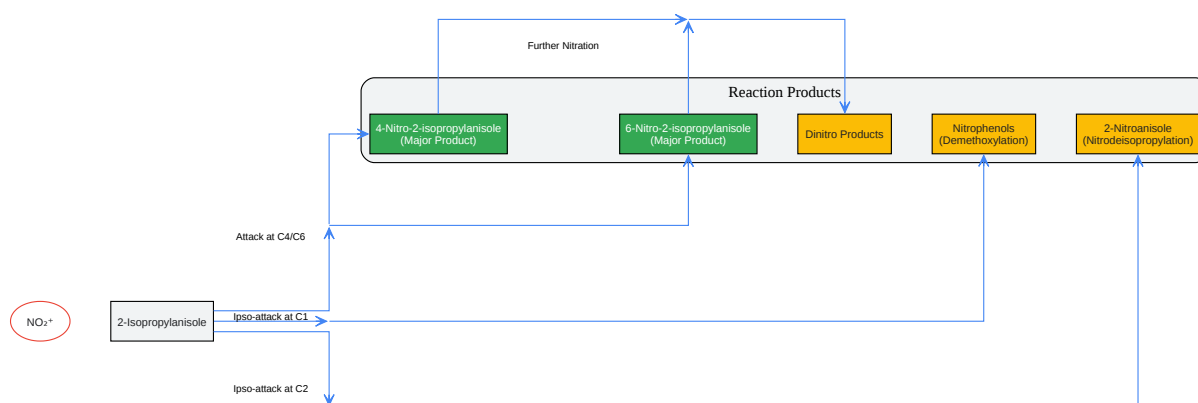 Further Nitration
Reaction Products
4-Nitro-2-isopropylanisole
(Major Product)
6-Nitro-2-isopropylanisole
(Major Product)
Dinitro Products
Nitrophenols
(Demethoxylation)
2-Nitroanisole
(Nitrodeisopropylation)
Attack at C4/C6
NO₂⁺
2-Isopropylanisole
Ipso-attack at C1
Ipso-attack at C2